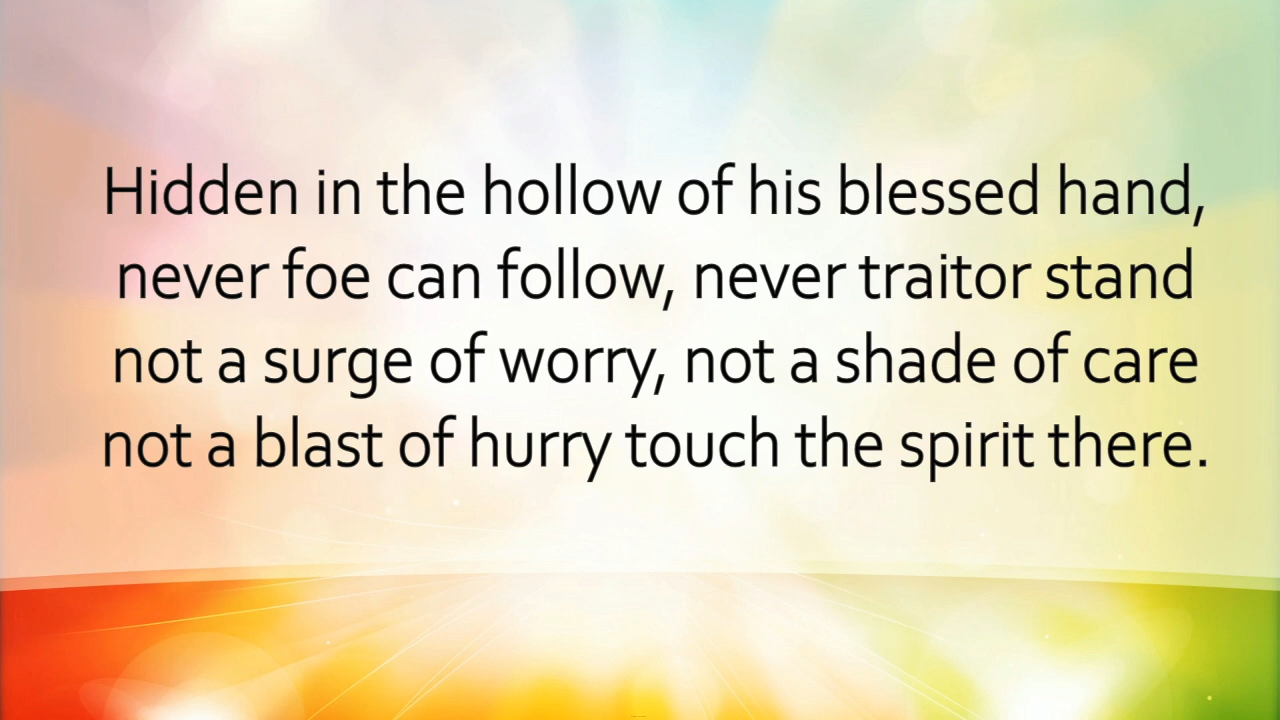 Hidden in the hollow of his blessed hand,
never foe can follow, never traitor stand
not a surge of worry, not a shade of care
not a blast of hurry touch the spirit there.